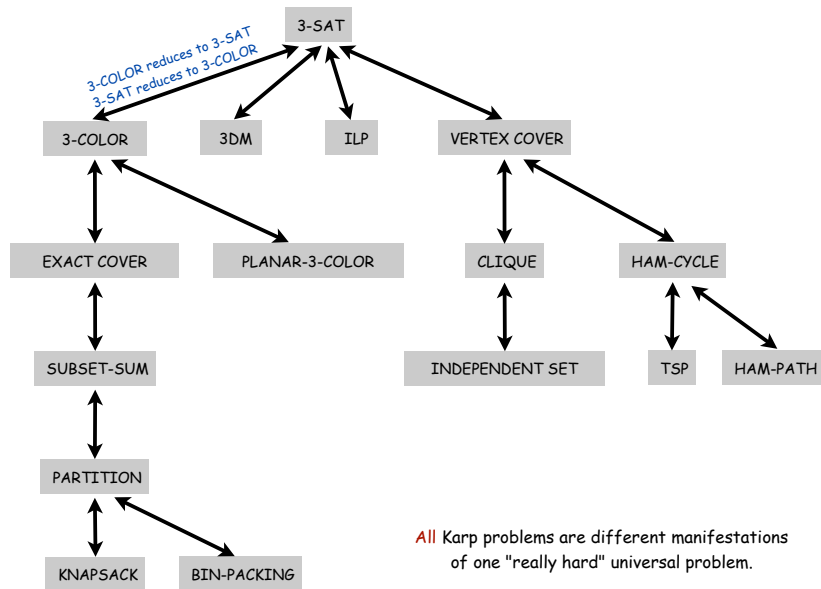 3-SAT
3-COLOR reduces to 3-SAT
3-SAT reduces to 3-COLOR
3-COLOR
3DM
ILP
VERTEX COVER
EXACT COVER
PLANAR-3-COLOR
CLIQUE
HAM-CYCLE
SUBSET-SUM
INDEPENDENT SET
TSP
HAM-PATH
PARTITION
All Karp problems are different manifestations
of one "really hard" universal problem.
KNAPSACK
BIN-PACKING